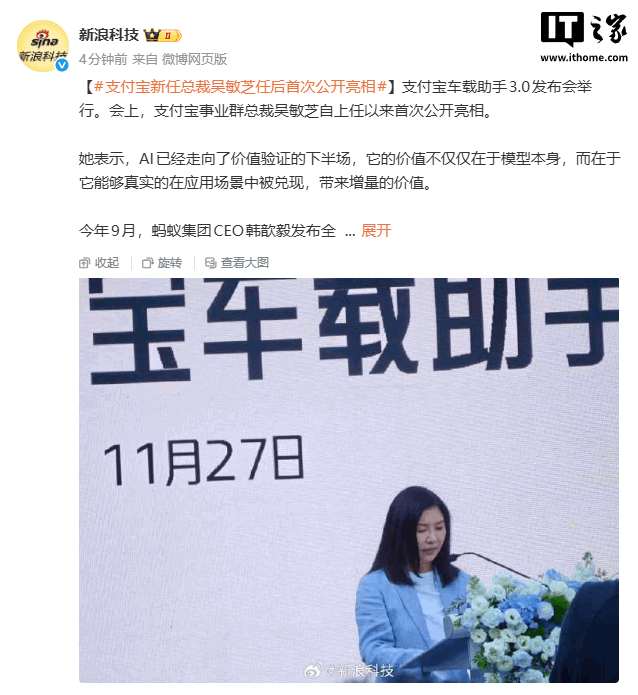 新浪科技 II
4分钟前 来自 微博网页版
IT之家
www.ithome.com
sina
新浪科技
【#支付宝新任总裁吴敏芝任后首次公开亮相#】支付宝车载助手3.0发布会举
行。会上，支付宝事业群总裁吴敏芝自上任以来首次公开亮相。
她表示，AI已经走向了价值验证的下半场，它的价值不仅仅在于模型本身，而在于
它能够真实的在应用场景中被兑现，带来增量的价值。
今年9月，蚂蚁集团CEO韩歆毅发布全 ... 展开
收起 旋转 查看大图
宝车载助手
11月27日
@新浪科技